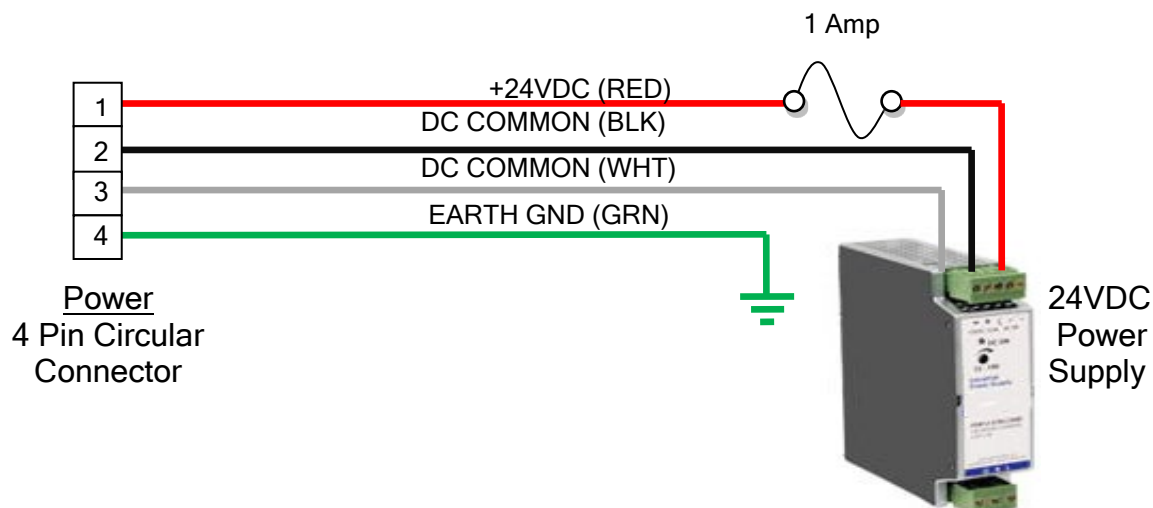 1 Amp
+24VDC (RED)
1
DC COMMON (BLK)
2
DC COMMON (WHT)
3
EARTH GND (GRN)
4
Power
4 Pin Circular
Connector
24VDC
Power
Supply